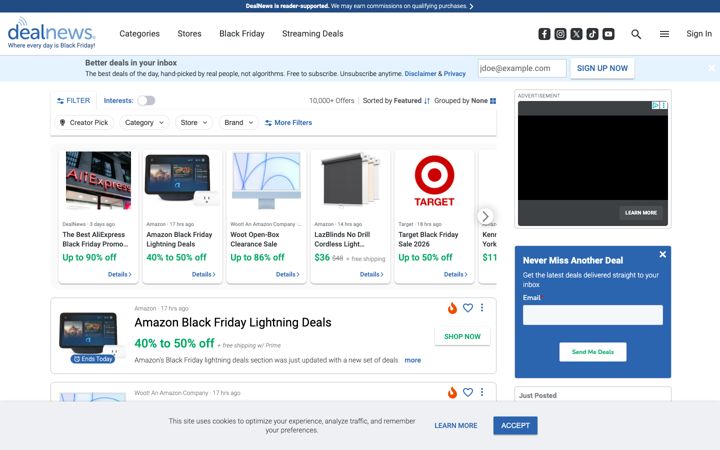 DealNews is reader-supported. We may earn commissions on qualifying purchases.
dealnews
Where every day is Black Friday!
Categories
Stores
Black Friday
Streaming Deals
Sign In
Better deals in your inbox
The best deals of the day, hand-picked by real people, not algorithms. Free to subscribe. Unsubscribe anytime. Disclaimer & Privacy
jdoe@example.com
SIGN UP NOW
FILTER
Interests:
10,000+ Offers
Sorted by Featured
Grouped by None
Creator Pick
Category
Store
Brand
More Filters
AliExpress
DealNews · 3 days ago
The Best AliExpress
Black Friday Promo...
Up to 90% off
Details
Amazon · 17 hrs ago
Amazon Black Friday
Lightning Deals
40% to 50% off
Details
Woot! An Amazon Company ...
Woot Open-Box
Clearance Sale
Up to 86% off
Details
Amazon · 14 hrs ago
LazBlinds No Drill
Cordless Light...
$36 $48 + free shipping
Details
TARGET
Target · 18 hrs ago
Target Black Friday
Sale 2026
Up to 50% off
Details
Kenn
York
$11
Amazon · 17 hrs ago
Amazon Black Friday Lightning Deals
40% to 50% off + free shipping w/ Prime
Amazon's Black Friday lightning deals section was just updated with a new set of deals more
Ends Today
SHOP NOW
Woot! An Amazon Company · 17 hrs ago
ADVERTISEMENT
LEARN MORE
Never Miss Another Deal
Get the latest deals delivered straight to your
inbox
Email
Send Me Deals
Just Posted
This site uses cookies to optimize your experience, analyze traffic, and remember
your preferences.
LEARN MORE
ACCEPT